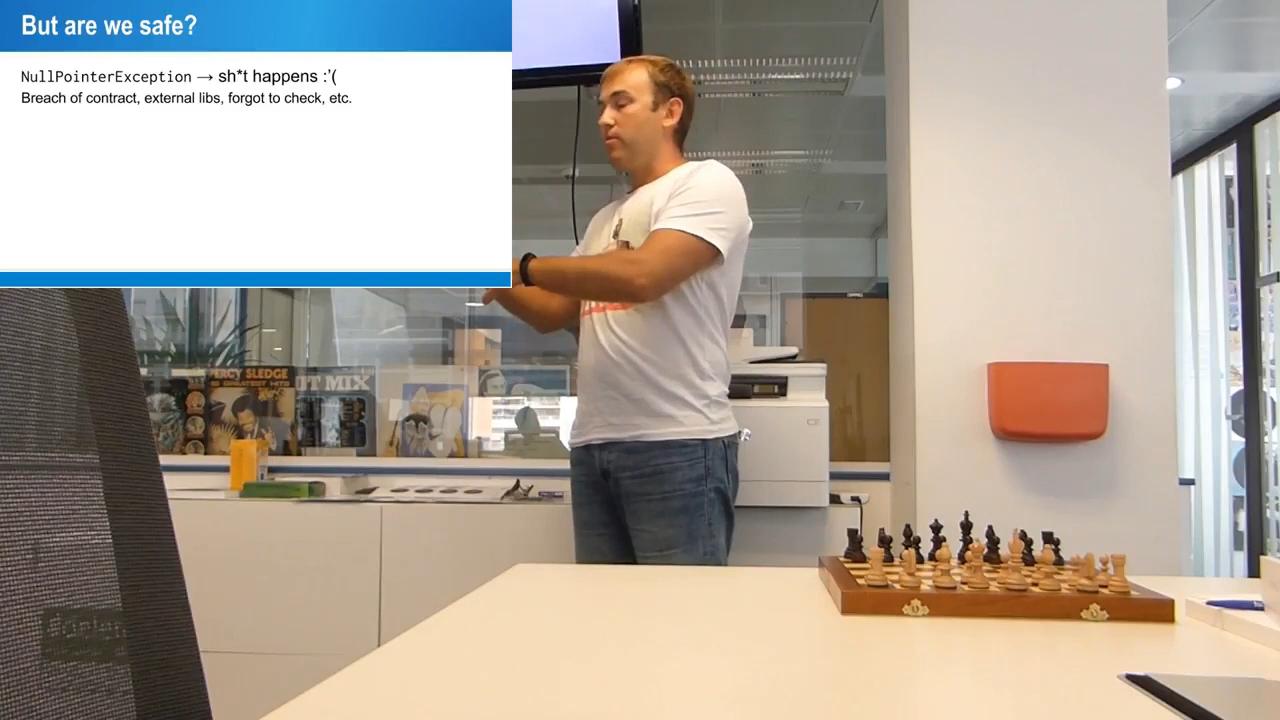 But are we safe?
NullPointerException → sh*t happens :'(
Breach of contract, external libs, forgot to check, etc.
PERCY SLEDGE
HIT MIX